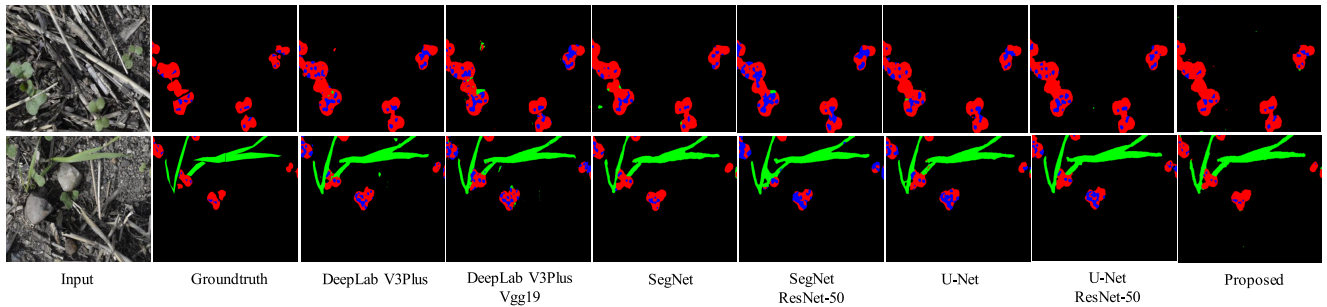 Input Groundtruth DeepLab V3Plus DeepLab V3Plus SegNet SegNet U-Net U-Net Proposed
Vgg19 ResNet-50 ResNet-50